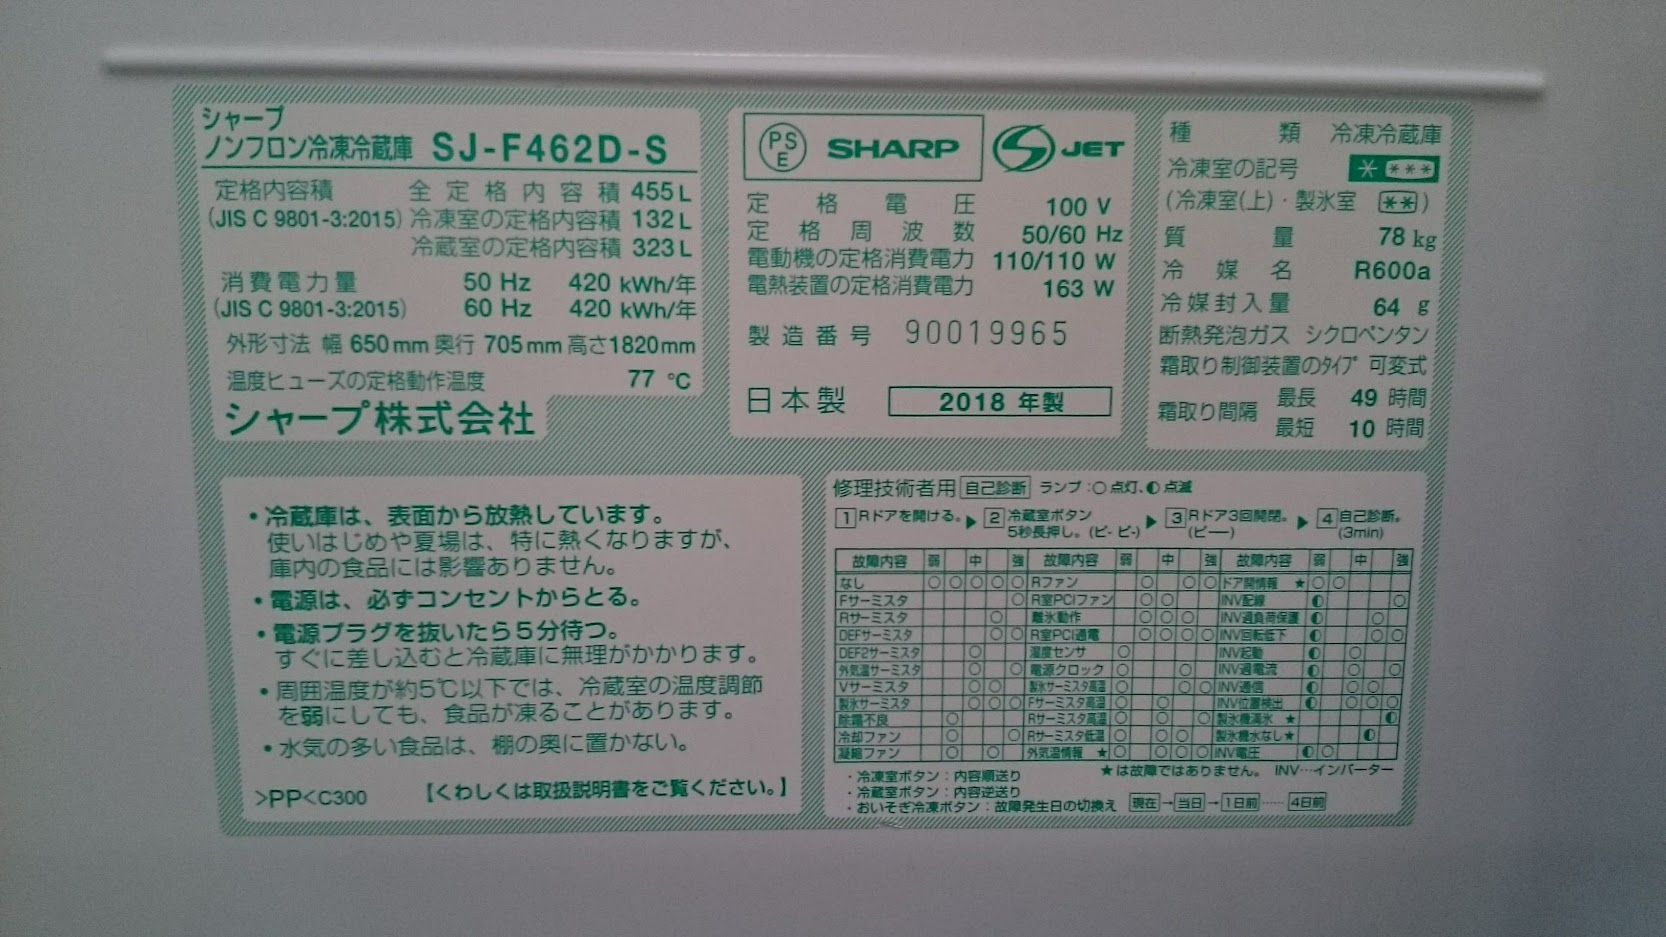 シャープ
ノンフロン冷凍冷蔵庫 SJ-F462D-S
定格内容積 全定格内容積 455 L
(JIS C 9801-3:2015) 冷凍室の定格内容積 132 L
冷蔵室の定格内容積 323 L
消費電力量 50 Hz 420 kWh/年
(JIS C 9801-3:2015) 60 Hz 420 kWh/年
外形寸法 幅 650 mm 奥行 705 mm 高さ 1820 mm
温度ヒューズの定格動作温度 77 ℃
シャープ株式会社
PSE SHARP S JET
定格電圧 100 V
定格周波数 50/60 Hz
電動機の定格消費電力 110/110 W
電熱装置の定格消費電力 163 W
製造番号 90019965
日本製 2018 年製
種類 冷凍冷蔵庫
冷凍室の記号 * ***
(冷凍室(上)・製氷室 **)
質量 78 kg
冷媒名 R600a
冷媒封入量 64 g
断熱発泡ガス シクロペンタン
霜取り制御装置のタイプ 可変式
霜取り間隔 最長 49 時間
最短 10 時間
・冷蔵庫は、表面から放熱しています。
使いはじめや夏場は、特に熱くなりますが、
庫内の食品には影響ありません。
・電源は、必ずコンセントからとる。
・電源プラグを抜いたら5分待つ。
すぐに差し込むと冷蔵庫に無理がかかります。
・周囲温度が約5℃以下では、冷蔵室の温度調節
を弱にしても、食品が凍ることがあります。
・水気の多い食品は、棚の奥に置かない。
>PP<C300 【くわしくは取扱説明書をご覧ください。】
修理技術者用 自己診断 ランプ:○点灯、◐点滅
1 Rドアを開ける。▶ 2 冷蔵室ボタン 5秒長押し。(ピ- ピ-) ▶ 3 Rドア3回開閉。(ピー) ▶ 4 自己診断。(3min)
故障内容 弱 中 強 故障内容 弱 中 強 故障内容 弱 中 強
なし ○ ○ ○ ○ ○ Rファン ○ ○ ○ ドア開情報 ★ ○ ○
Fサーミスタ ○ R室PCIファン ○ ○ INV配線 ◐ ○
Rサーミスタ ○ 離氷動作 ○ ○ ○ INV過負荷保護 ◐ ○
DEFサーミスタ ○ ○ R室PCI通電 ○ ○ ○ ○ INV回転低下 ◐ ○ ○
DEF2サーミスタ ○ 湿度センサ ○ INV起動 ◐ ○
外気温サーミスタ ○ ○ 電源クロック ○ ○ INV過電流 ◐ ○ ○
Vサーミスタ ○ ○ 製氷サーミスタ高温 ○ ○ ○ INV通信 ◐ ○ ○
製氷サーミスタ ○ ○ ○ Fサーミスタ高温 ○ ○ INV位置検出 ◐ ○ ○ ○
除霜不良 ○ Rサーミスタ高温 ○ ○ ○ 製氷機満氷 ★ ◐
冷却ファン ○ ○ Rサーミスタ低温 ○ ○ ○ 製氷機水なし ★ ◐
凝縮ファン ○ ○ 外気温情報 ★ ○ ○ ○ ○ INV電圧 ◐ ○
・冷凍室ボタン：内容順送り ★は故障ではありません。 INV…インバーター
・冷蔵室ボタン：内容逆送り
・おいそぎ冷凍ボタン：故障発生日の切換え 現在→当日→1日前……4日前